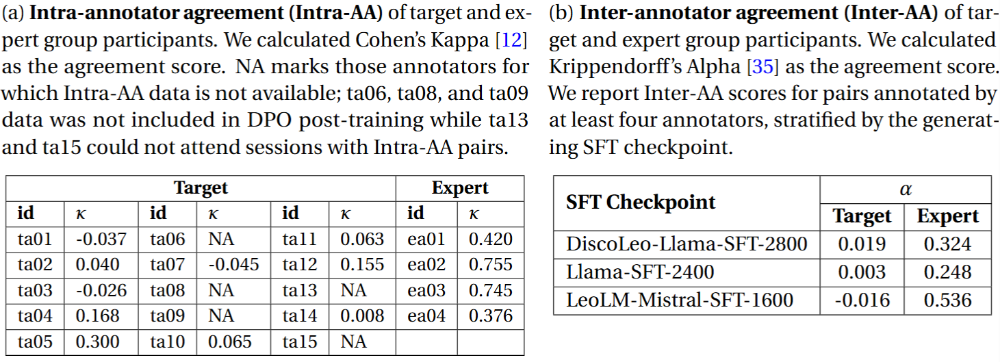 (a) Intra-annotator agreement (Intra-AA) of target and ex-
pert group participants. We calculated Cohen's Kappa [12]
as the agreement score. NA marks those annotators for
which Intra-AA data is not available; ta06, ta08, and ta09
data was not included in DPO post-training while ta13
and ta15 could not attend sessions with Intra-AA pairs.
Target Expert
id κ id κ id κ id κ
ta01 -0.037 ta06 NA ta11 0.063 ea01 0.420
ta02 0.040 ta07 -0.045 ta12 0.155 ea02 0.755
ta03 -0.026 ta08 NA ta13 NA ea03 0.745
ta04 0.168 ta09 NA ta14 0.008 ea04 0.376
ta05 0.300 ta10 0.065 ta15 NA
(b) Inter-annotator agreement (Inter-AA) of tar-
get and expert group participants. We calculated
Krippendorff's Alpha [35] as the agreement score.
We report Inter-AA scores for pairs annotated by
at least four annotators, stratified by the generat-
ing SFT checkpoint.
SFT Checkpoint α
Target Expert
DiscoLeo-Llama-SFT-2800 0.019 0.324
Llama-SFT-2400 0.003 0.248
LeoLM-Mistral-SFT-1600 -0.016 0.536